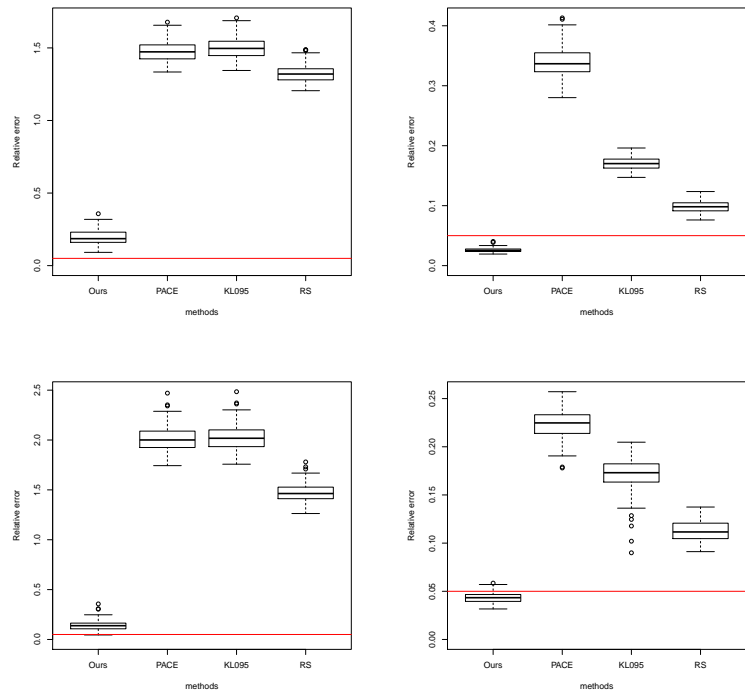 Relative error
0.0
0.5
1.0
1.5
Ours PACE KL095 RS
methods
Relative error
0.0
0.1
0.2
0.3
0.4
Ours PACE KL095 RS
methods
Relative error
0.0
0.5
1.0
1.5
2.0
2.5
Ours PACE KL095 RS
methods
Relative error
0.00
0.05
0.10
0.15
0.20
0.25
Ours PACE KL095 RS
methods